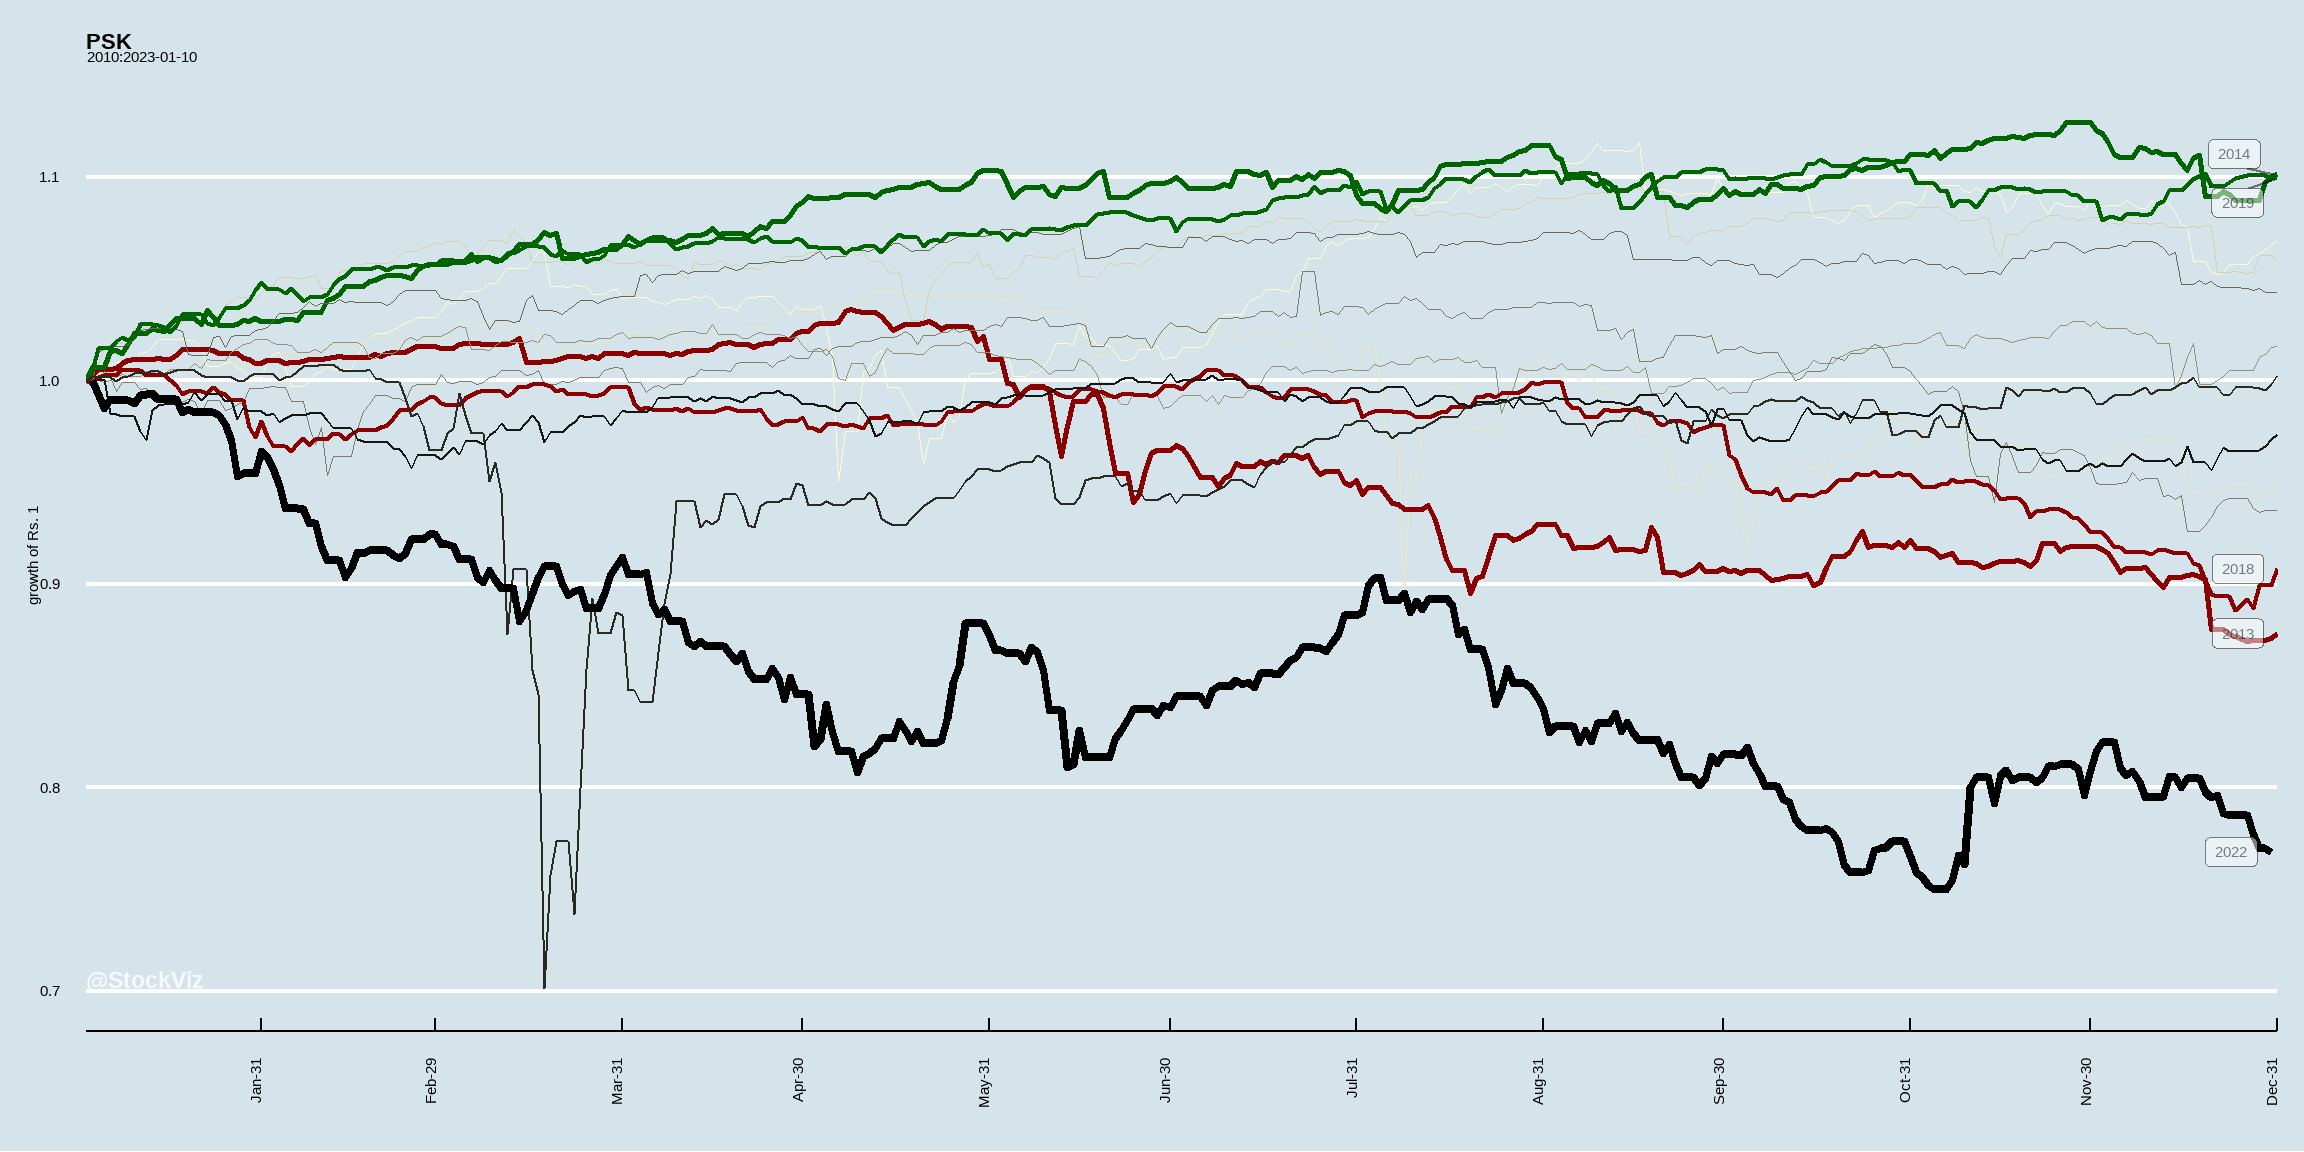 PSK
2010:2023-01-10
growth of Rs. 1
1.1
1.0
0.9
0.8
0.7
2014
2019
2018
2013
2022
@StockViz
Jan-31
Feb-29
Mar-31
Apr-30
May-31
Jun-30
Jul-31
Aug-31
Sep-30
Oct-31
Nov-30
Dec-31